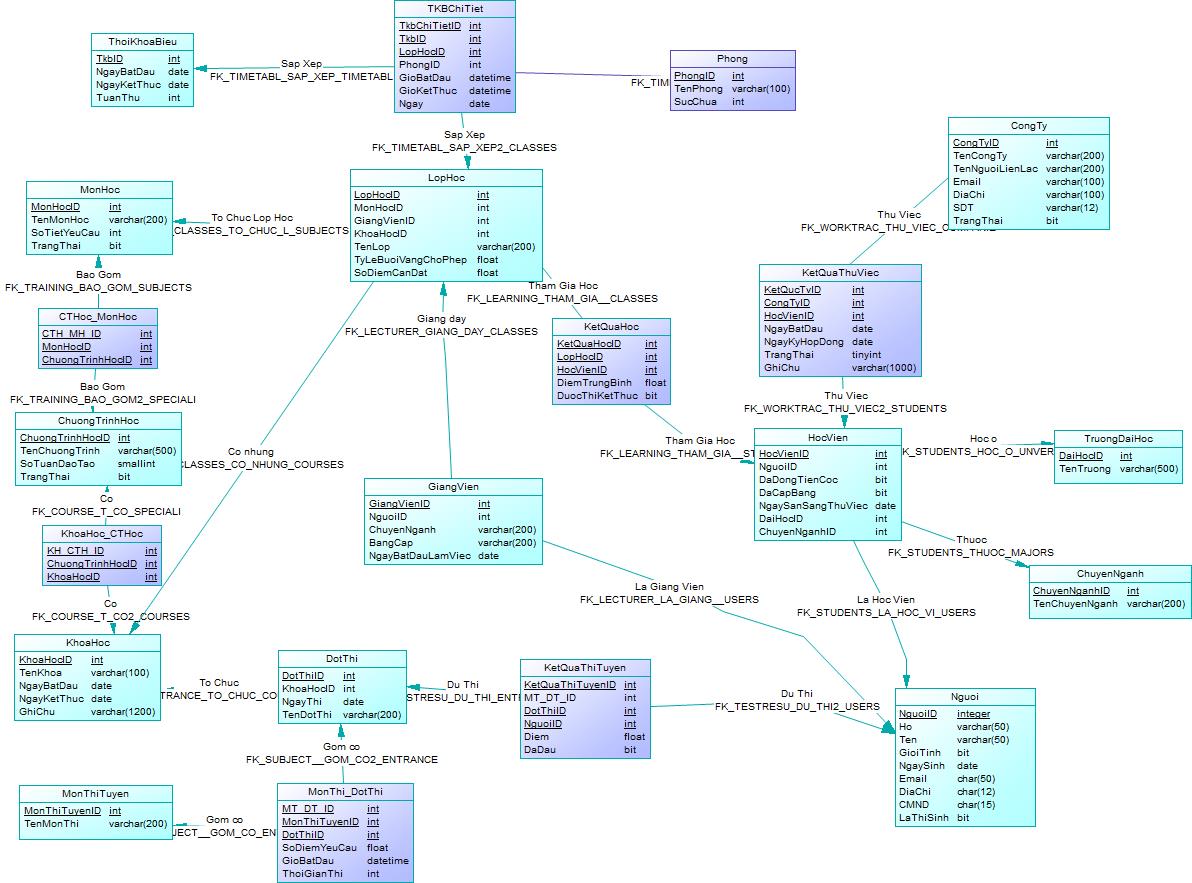 TKBChiTiet
TkbChiTietID int
TkbID int
LopHocID int
PhongID int
GioBatDau datetime
GioKetThuc datetime
Ngay date
ThoiKhoaBieu
TkbID int
NgayBatDau date
NgayKetThuc date
TuanThu int
Sap Xep
FK_TIMETABL_SAP_XEP_TIMETABL
Phong
PhongID int
TenPhong varchar(100)
SucChua int
FK_TIM
Sap Xep
FK_TIMETABL_SAP_XEP2_CLASSES
CongTy
CongTyID int
TenCongTy varchar(200)
TenNguoiLienLac varchar(200)
Email varchar(100)
DiaChi varchar(100)
SDT varchar(12)
TrangThai bit
LopHoc
LopHocID int
MonHocID int
GiangVienID int
KhoaHocID int
TenLop varchar(200)
TyLeBuoiVangChoPhep float
SoDiemCanDat float
MonHoc
MonHocID int
TenMonHoc varchar(200)
SoTietYeuCau int
TrangThai bit
To Chuc Lop Hoc
CLASSES_TO_CHUC_L_SUBJECTS
Thu Viec
FK_WORKTRAC_THU_VIEC_COMPANIE
Bao Gom
FK_TRAINING_BAO_GOM_SUBJECTS
Tham Gia Hoc
FK_LEARNING_THAM_GIA__CLASSES
KetQuaThuViec
KetQucTvID int
CongTyID int
HocVienID int
NgayBatDau date
NgayKyHopDong date
TrangThai tinyint
GhiChu varchar(1000)
CTHoc_MonHoc
CTH_MH_ID int
MonHocID int
ChuongTrinhHocID int
Giang day
FK_LECTURER_GIANG_DAY_CLASSES
KetQuaHoc
KetQuaHocID int
LopHocID int
HocVienID int
DiemTrungBinh float
DuocThiKetThuc bit
Bao Gom
FK_TRAINING_BAO_GOM2_SPECIALI
Thu Viec
FK_WORKTRAC_THU_VIEC2_STUDENTS
ChuongTrinhHoc
ChuongTrinhHocID int
TenChuongTrinh varchar(500)
SoTuanDaoTao smallint
TrangThai bit
Co nhung
CLASSES_CO_NHUNG_COURSES
Tham Gia Hoc
FK_LEARNING_THAM_GIA__ST
HocVien
HocVienID int
NguoiID int
DaDongTienCoc bit
DaCapBang bit
NgaySanSangThuViec date
DaiHocID int
ChuyenNganhID int
Hoc o
K_STUDENTS_HOC_O_UNVER
TruongDaiHoc
DaiHocID int
TenTruong varchar(500)
Co
FK_COURSE_T_CO_SPECIALI
GiangVien
GiangVienID int
NguoiID int
ChuyenNganh varchar(200)
BangCap varchar(200)
NgayBatDauLamViec date
KhoaHoc_CTHoc
KH_CTH_ID int
ChuongTrinhHocID int
KhoaHocID int
Thuoc
FK_STUDENTS_THUOC_MAJORS
ChuyenNganh
ChuyenNganhID int
TenChuyenNganh varchar(200)
Co
FK_COURSE_T_CO2_COURSES
La Giang Vien
FK_LECTURER_LA_GIANG__USERS
La Hoc Vien
FK_STUDENTS_LA_HOC_VI_USERS
KhoaHoc
KhoaHocID int
TenKhoa varchar(100)
NgayBatDau date
NgayKetThuc date
GhiChu varchar(1200)
To Chuc
TRANCE_TO_CHUC_CO
DotThi
DotThiID int
KhoaHocID int
NgayThi date
TenDotThi varchar(200)
Du Thi
STRESU_DU_THI_ENTI
KetQuaThiTuyen
KetQuaThiTuyenID int
MT_DT_ID int
DotThiID int
NguoiID int
Diem float
DaDau bit
Du Thi
FK_TESTRESU_DU_THI2_USERS
Nguoi
NguoiID integer
Ho varchar(50)
Ten varchar(50)
GioiTinh bit
NgaySinh date
Email char(50)
DiaChi char(12)
CMND char(15)
LaThiSinh bit
Gom co
FK_SUBJECT__GOM_CO2_ENTRANCE
MonThiTuyen
MonThiTuyenID int
TenMonThi varchar(200)
Gom co
JECT__GOM_CO_EN
MonThi_DotThi
MT_DT_ID int
MonThiTuyenID int
DotThiID int
SoDiemYeuCau float
GioBatDau datetime
ThoiGianThi int